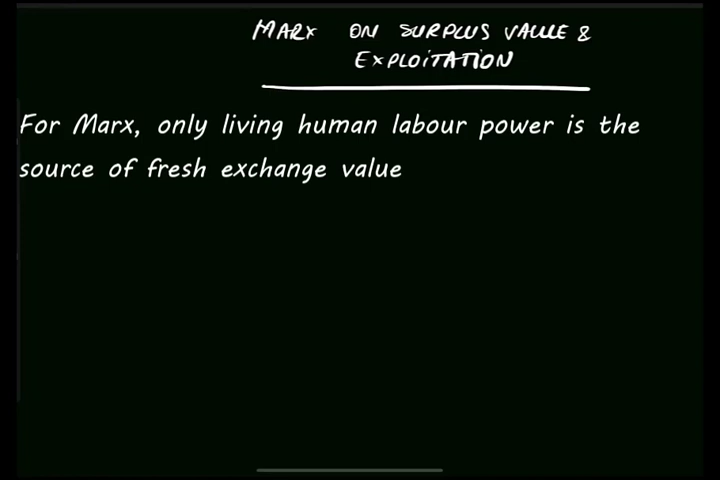 MARX ON SURPLUS VALUE &
EXPLOITATION
For Marx, only living human labour power is the
source of fresh exchange value